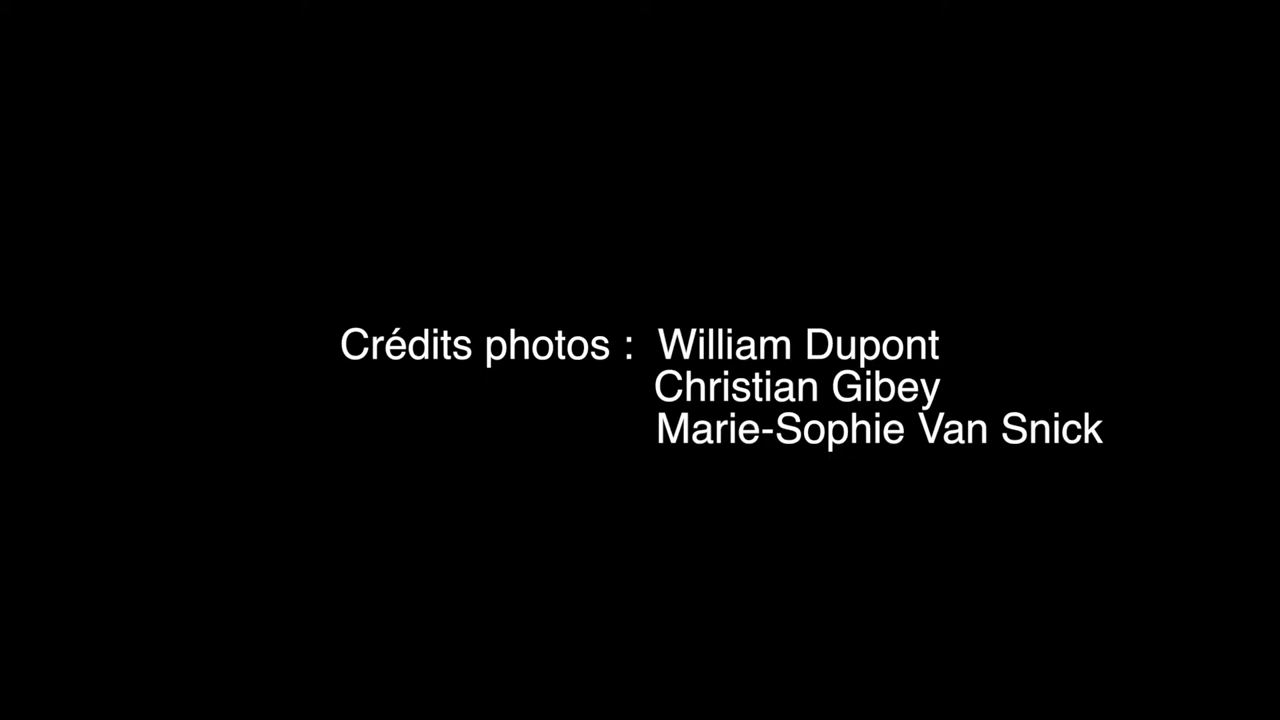 Crédits photos : William Dupont
Christian Gibey
Marie-Sophie Van Snick